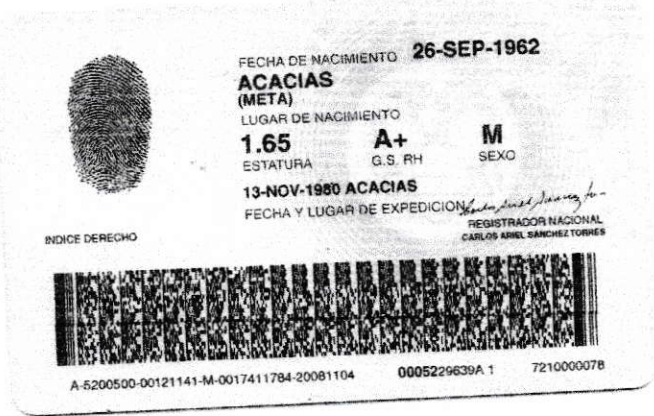 FECHA DE NACIMIENTO 26-SEP-1962
ACACIAS
(META)
LUGAR DE NACIMIENTO
1.65 A+ M
ESTATURA G.S. RH SEXO
13-NOV-1980 ACACIAS
FECHA Y LUGAR DE EXPEDICION
REGISTRADOR NACIONAL
CARLOS ARIEL SANCHEZ TORRES
INDICE DERECHO
A-5200500-00121141-M-0017411784-20081104 0005229639A 1 7210000078